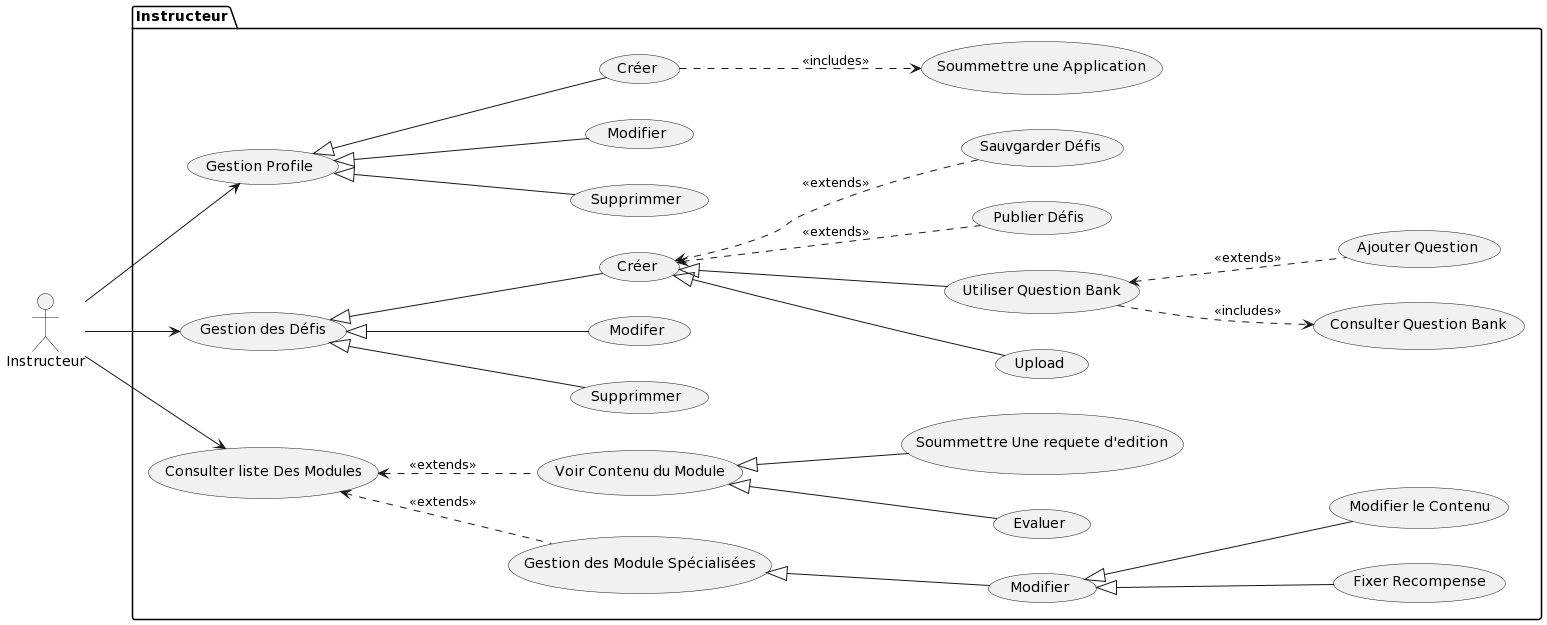 Instructeur
Créer
«includes»
Soummettre une Application
Modifier
Gestion Profile
Supprimmer
Sauvgarder Défis
«extends»
Publier Défis
«extends»
Créer
Utiliser Question Bank
«extends»
Ajouter Question
«includes»
Consulter Question Bank
Instructeur
Gestion des Défis
Modifer
Upload
Supprimmer
Consulter liste Des Modules
«extends»
Voir Contenu du Module
Soummettre Une requete d'edition
«extends»
Evaluer
Gestion des Module Spécialisées
Modifier
Modifier le Contenu
Fixer Recompense